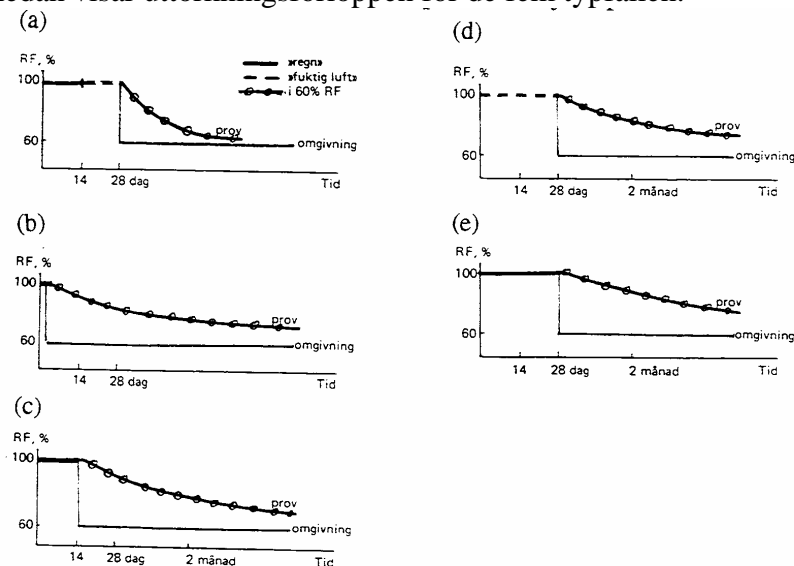 (a)
RF, %
100
60
»regn»
»fuktig luft»
i 60% RF
prov
omgivning
14
28 dag
Tid
(b)
RF, %
100
60
prov
omgivning
14
28 dag
Tid
(c)
RF, %
100
60
prov
omgivning
14
28 dag
2 månad
Tid
(d)
RF, %
100
60
prov
omgivning
14
28 dag
2 månad
Tid
(e)
RF, %
100
60
prov
omgivning
14
28 dag
2 månad
Tid